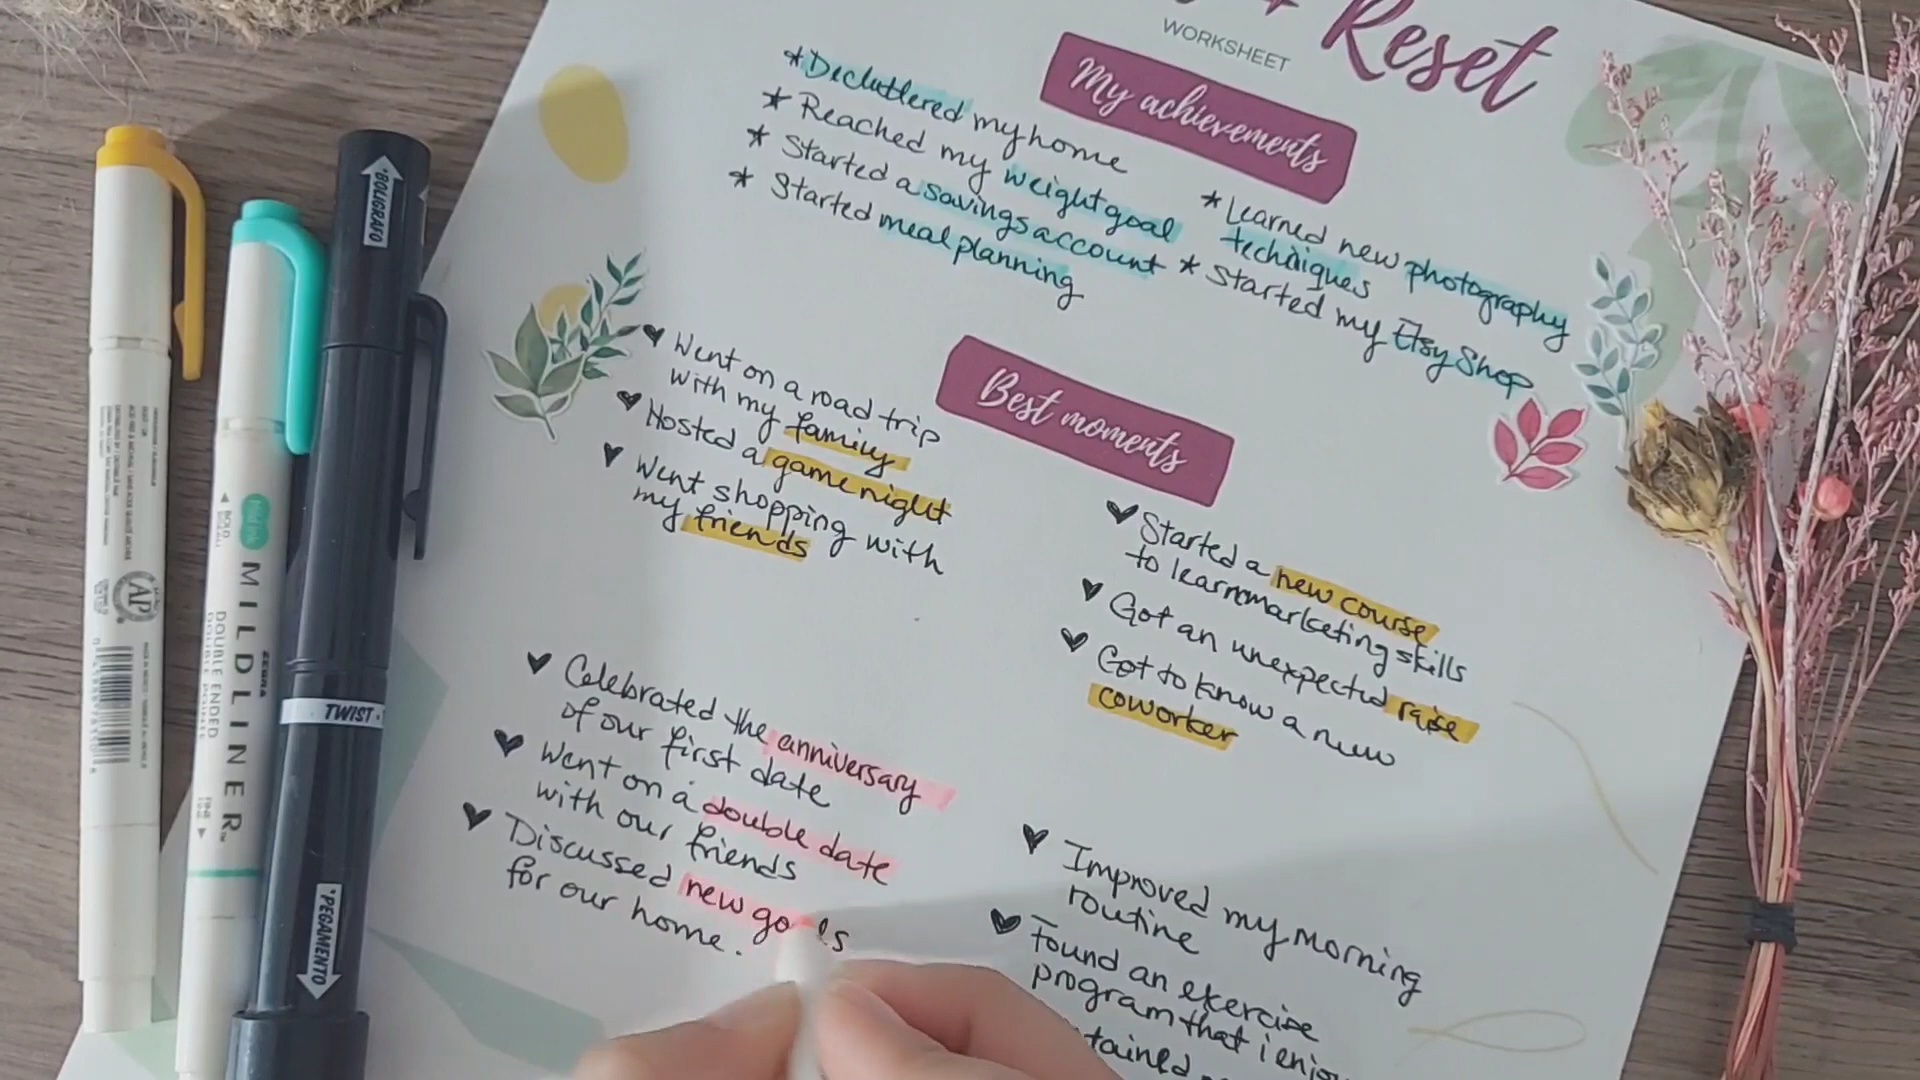 Reset
WORKSHEET
My achievements
*Decluttered my home
* Reached my weight goal
* Started a savings account
* Started meal planning
*Learned new photography
techniques
* Started my Etsy Shop
Best moments
Went on a road trip
with my family
Hosted a game night
Went shopping with
my friends
Started a new course
to learn marketing skills
Got an unexpected raise
Got to know a new
coworker
Celebrated the anniversary
of our first date
Went on a double date
with our friends
Discussed new goals
for our home.
Improved my morning
routine
Found an exercise
program that i enjoy
BOLIGRAFO
TWIST
PEGAMENTO
mild ink
BOLD
ZEBRA
MILDLINER
DOUBLE ENDED
FINE
AP